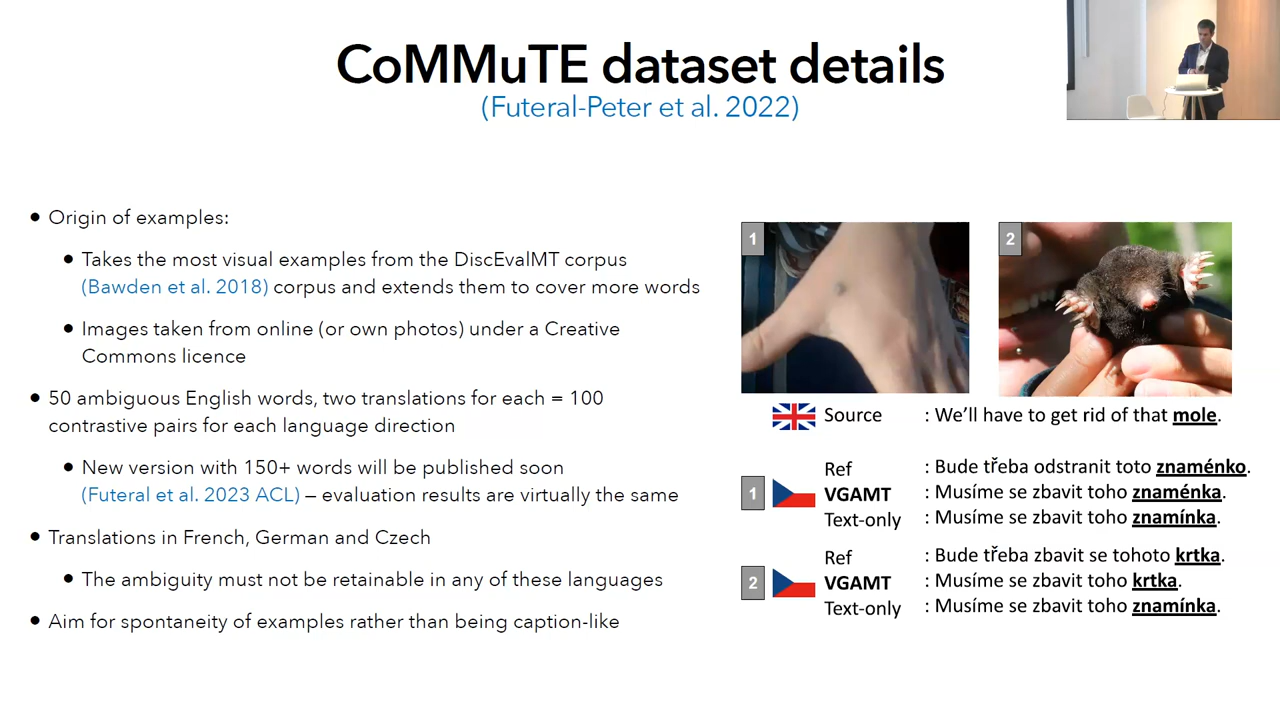 CoMMuTE dataset details
(Futeral-Peter et al. 2022)
• Origin of examples:
• Takes the most visual examples from the DiscEvalMT corpus
(Bawden et al. 2018) corpus and extends them to cover more words
• Images taken from online (or own photos) under a Creative
Commons licence
• 50 ambiguous English words, two translations for each = 100
contrastive pairs for each language direction
• New version with 150+ words will be published soon
(Futeral et al. 2023 ACL) – evaluation results are virtually the same
• Translations in French, German and Czech
• The ambiguity must not be retainable in any of these languages
• Aim for spontaneity of examples rather than being caption-like
1
2
Source : We’ll have to get rid of that mole.
1
Ref : Bude třeba odstranit toto znaménko.
VGAMT : Musíme se zbavit toho znaménka.
Text-only : Musíme se zbavit toho znamínka.
2
Ref : Bude třeba zbavit se tohoto krtka.
VGAMT : Musíme se zbavit toho krtka.
Text-only : Musíme se zbavit toho znamínka.